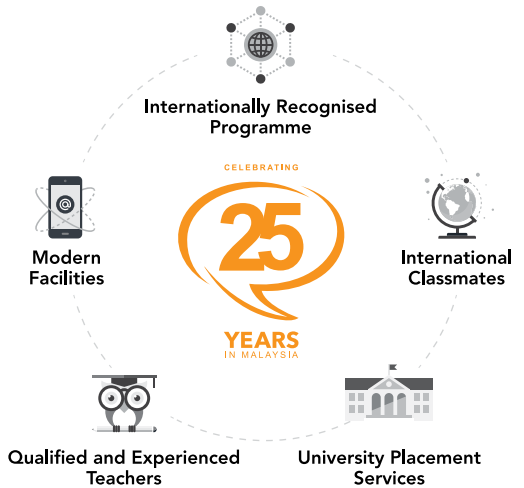 Internationally Recognised
Programme
CELEBRATING
25
YEARS
IN MALAYSIA
@
Modern
Facilities
International
Classmates
Qualified and Experienced
Teachers
University Placement
Services